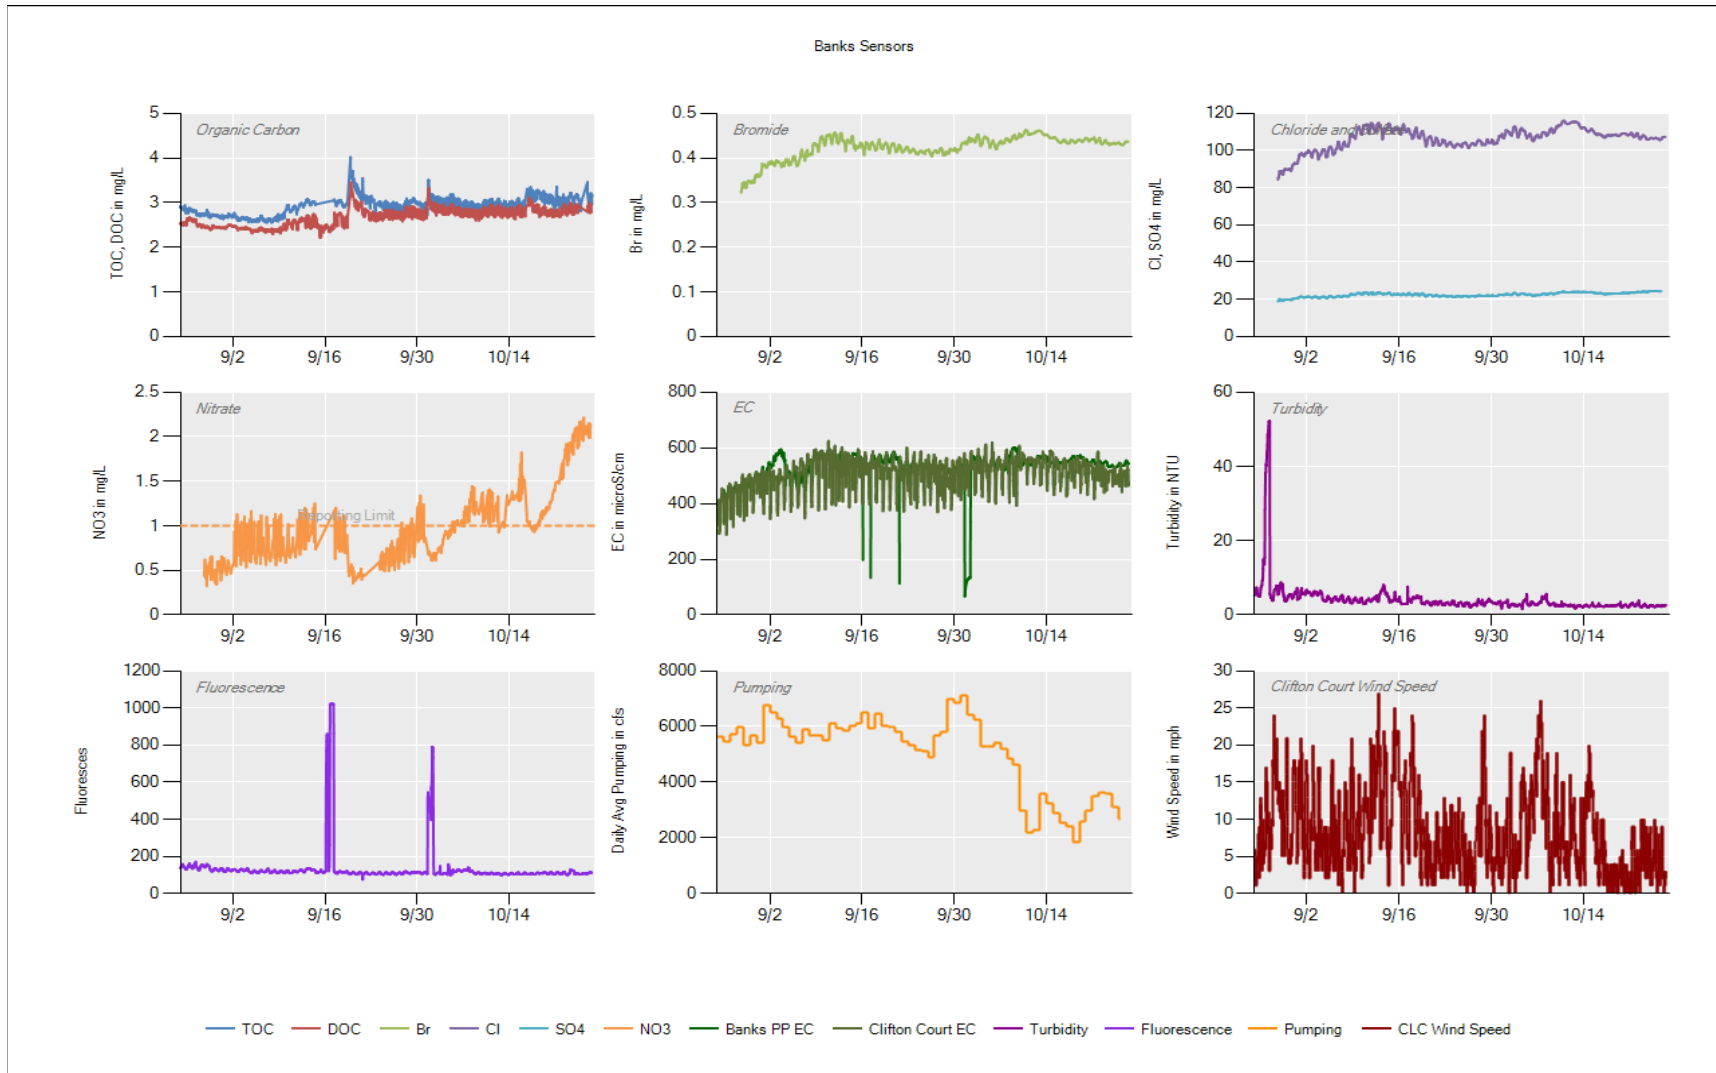 Banks Sensors
TOC, DOC in mg/L
5
4
3
2
1
0
Organic Carbon
9/2 9/16 9/30 10/14
Br in mg/L
0.5
0.4
0.3
0.2
0.1
0
Bromide
9/2 9/16 9/30 10/14
Cl, SO4 in mg/L
120
100
80
60
40
20
0
Chloride and
9/2 9/16 9/30 10/14
NO3 in mg/L
2.5
2
1.5
1
0.5
0
Nitrate
Reporting Limit
9/2 9/16 9/30 10/14
EC in microS/cm
800
600
400
200
0
EC
9/2 9/16 9/30 10/14
Turbidity in NTU
60
40
20
0
Turbidity
9/2 9/16 9/30 10/14
Fluoresces
1200
1000
800
600
400
200
0
Fluorescence
9/2 9/16 9/30 10/14
Daily Avg Pumping in cfs
8000
6000
4000
2000
0
Pumping
9/2 9/16 9/30 10/14
Wind Speed in mph
30
25
20
15
10
5
0
Clifton Court Wind Speed
9/2 9/16 9/30 10/14
TOC DOC Br Cl SO4 NO3 Banks PP EC Clifton Court EC Turbidity Fluorescence Pumping CLC Wind Speed